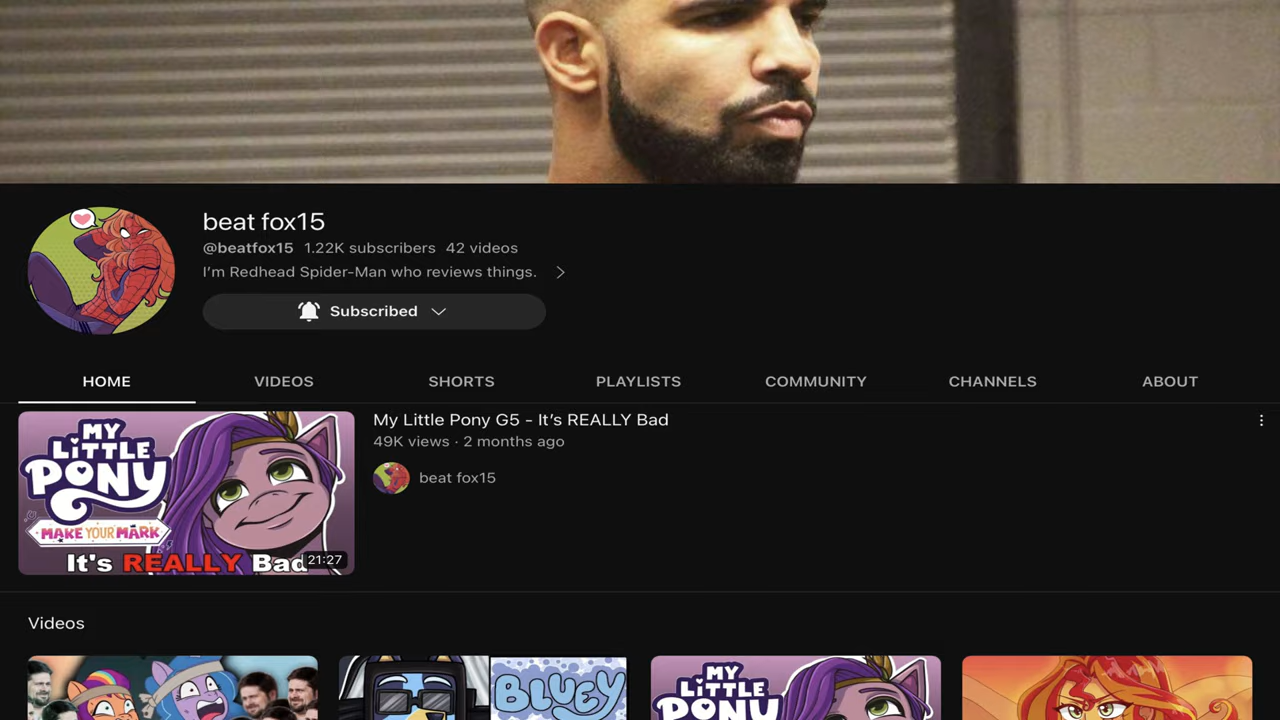 beat fox15
@beatfox15 1.22K subscribers 42 videos
I'm Redhead Spider-Man who reviews things.
Subscribed
HOME VIDEOS SHORTS PLAYLISTS COMMUNITY CHANNELS ABOUT
My Little Pony G5 - It's REALLY Bad
49K views · 2 months ago
beat fox15
MY
LITTLE
PONY
MAKE YOUR MARK
It's REALLY Bad
21:27
Videos
BLUEY
MY
LITTLE
PONY